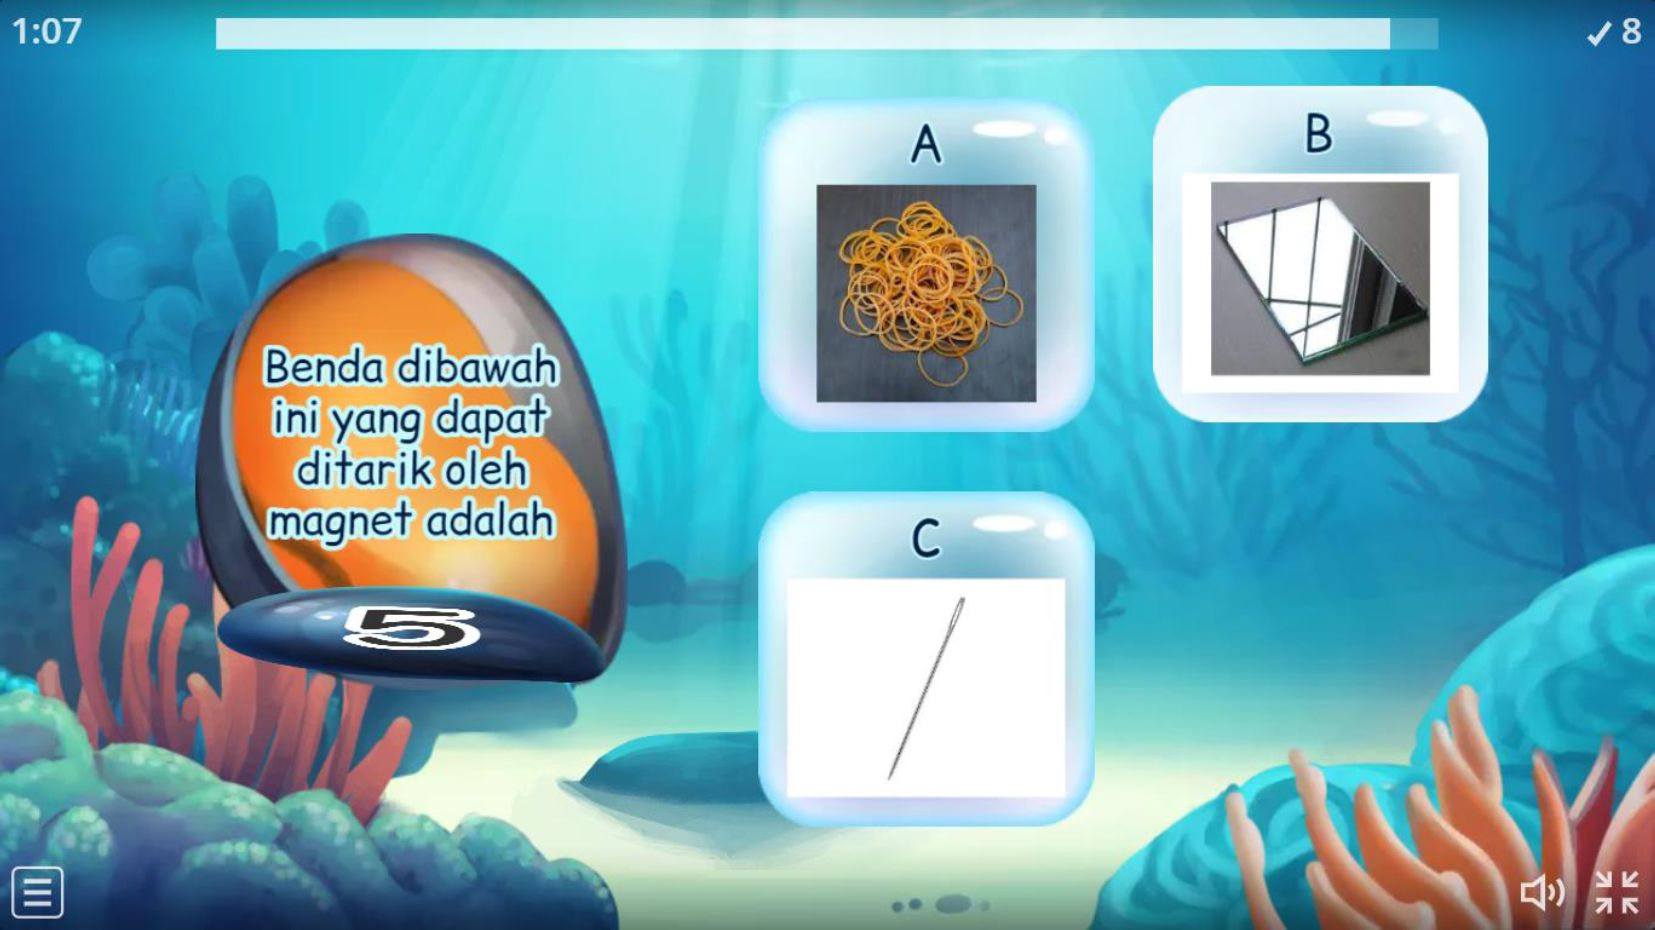 1:07
8
Benda dibawah
ini yang dapat
ditarik oleh
magnet adalah
5
A
B
C